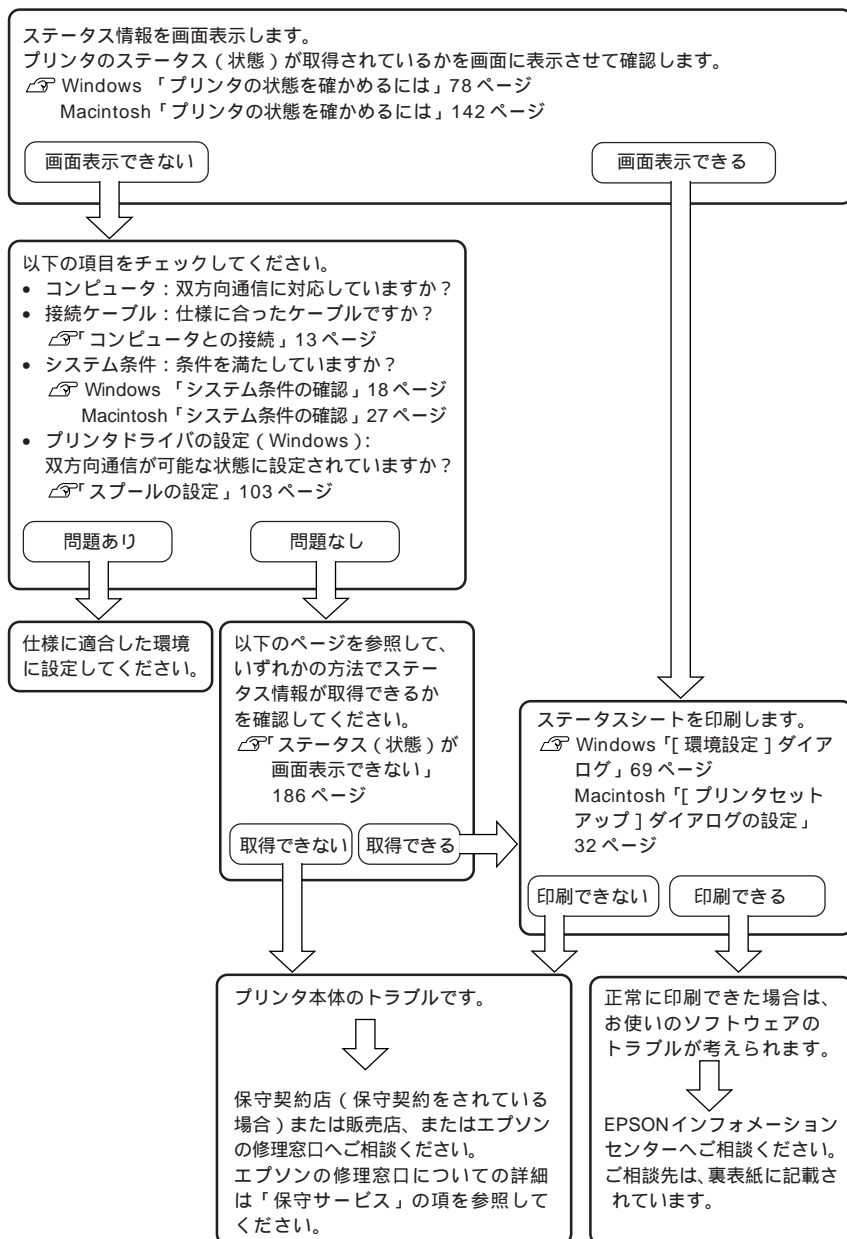 ステータス情報を画面表示します。
プリンタのステータス（状態）が取得されているかを画面に表示させて確認します。
Windows 「プリンタの状態を確かめるには」78 ページ
Macintosh「プリンタの状態を確かめるには」142 ページ
画面表示できない
画面表示できる
以下の項目をチェックしてください。
• コンピュータ：双方向通信に対応していますか？
• 接続ケーブル：仕様に合ったケーブルですか？
「コンピュータとの接続」13 ページ
• システム条件：条件を満たしていますか？
Windows 「システム条件の確認」18 ページ
Macintosh「システム条件の確認」27 ページ
• プリンタドライバの設定（Windows）：
双方向通信が可能な状態に設定されていますか？
「スプールの設定」103 ページ
問題あり
問題なし
仕様に適合した環境
に設定してください。
以下のページを参照して、
いずれかの方法でステー
タス情報が取得できるか
を確認してください。
「ステータス（状態）が
画面表示できない」
186 ページ
取得できない
取得できる
ステータスシートを印刷します。
Windows「[ 環境設定 ] ダイア
ログ」69 ページ
Macintosh「[ プリンタセット
アップ ] ダイアログの設定」
32 ページ
印刷できない
印刷できる
プリンタ本体のトラブルです。
保守契約店（保守契約をされている
場合）または販売店、またはエプソン
の修理窓口へご相談ください。
エプソンの修理窓口についての詳細
は「保守サービス」の項を参照して
ください。
正常に印刷できた場合は、
お使いのソフトウェアの
トラブルが考えられます。
EPSONインフォメーション
センターへご相談ください。
ご相談先は、裏表紙に記載さ
れています。